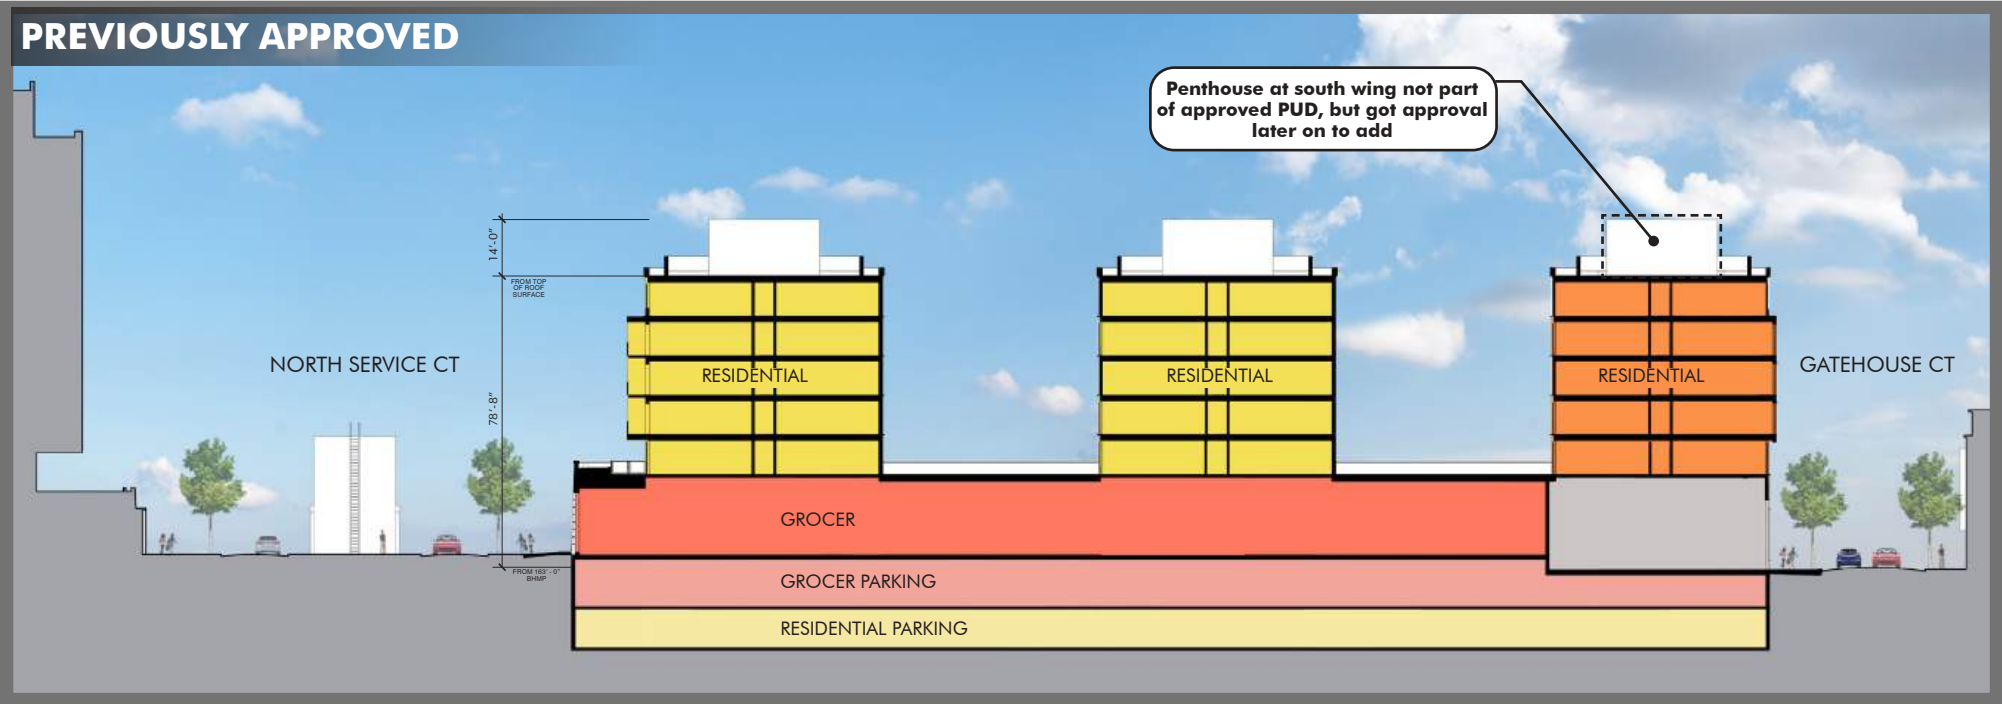 PREVIOUSLY APPROVED
Penthouse at south wing not part
of approved PUD, but got approval
later on to add
14'-0"
FROM TOP
OF ROOF
SURFACE
NORTH SERVICE CT
78'-8"
RESIDENTIAL
RESIDENTIAL
RESIDENTIAL
GATEHOUSE CT
GROCER
FROM 163' - 0"
BHMP
GROCER PARKING
RESIDENTIAL PARKING